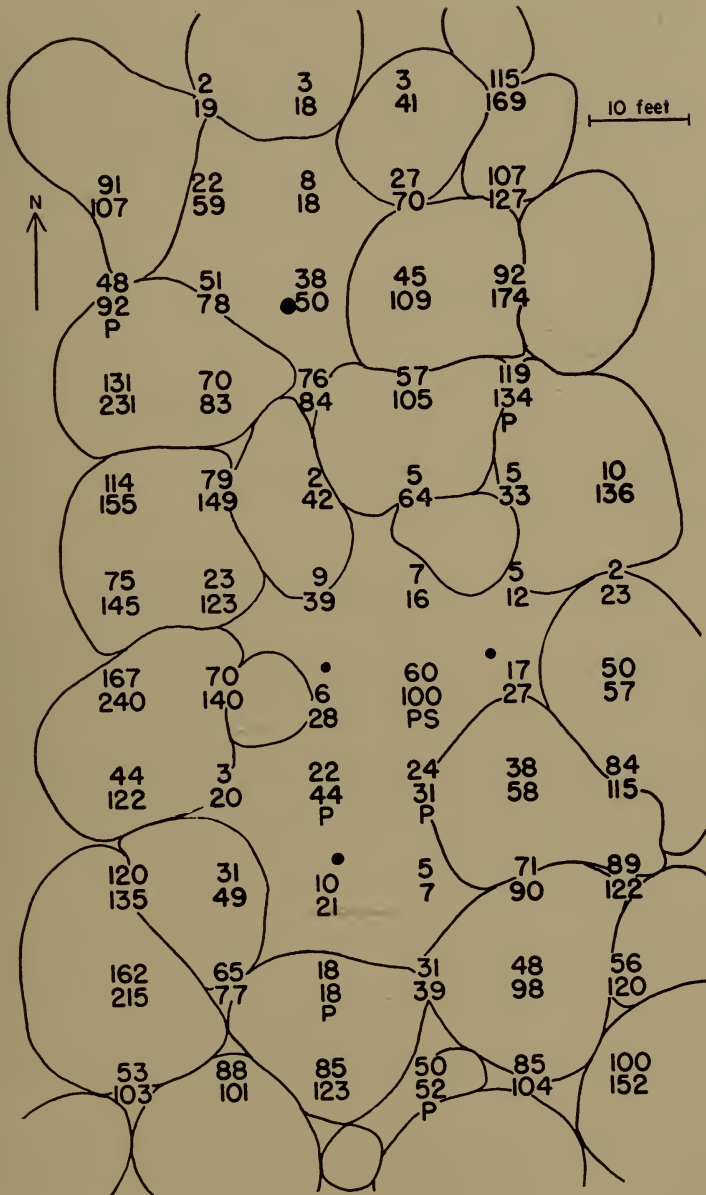 2 3 3 115
19 18 41 169
10 feet
91 22 8 27 107
107 59 18 70 127
N
48 51 38 45 92
92 78 50 109 174
P
131 70 76 57 119
231 83 84 105 134
P
114 79 2 5 5 10
155 149 42 64 33 136
75 23 9 7 5 2
145 123 39 16 12 23
167 70 6 60 17 50
240 140 28 100 27 57
PS
44 3 22 24 38 84
122 20 44 31 58 115
P P
120 31 10 5 71 89
135 49 21 7 90 122
162 65 18 31 48 56
215 77 18 39 98 120
P
53 88 85 50 85 100
103 101 123 52 104 152
P